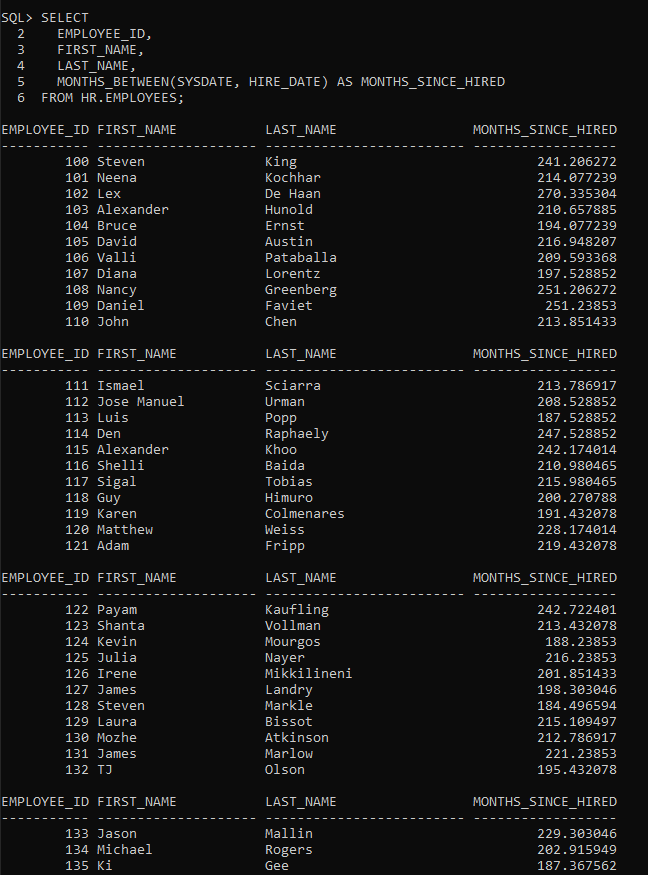 SQL> SELECT
  2    EMPLOYEE_ID,
  3    FIRST_NAME,
  4    LAST_NAME,
  5    MONTHS_BETWEEN(SYSDATE, HIRE_DATE) AS MONTHS_SINCE_HIRED
  6  FROM HR.EMPLOYEES;
EMPLOYEE_ID FIRST_NAME           LAST_NAME                 MONTHS_SINCE_HIRED
----------- -------------------- ------------------------- ------------------
        100 Steven               King                              241.206272
        101 Neena                Kochhar                           214.077239
        102 Lex                  De Haan                           270.335304
        103 Alexander            Hunold                            210.657885
        104 Bruce                Ernst                             194.077239
        105 David                Austin                            216.948207
        106 Valli                Pataballa                         209.593368
        107 Diana                Lorentz                           197.528852
        108 Nancy                Greenberg                         251.206272
        109 Daniel               Faviet                             251.23853
        110 John                 Chen                              213.851433
EMPLOYEE_ID FIRST_NAME           LAST_NAME                 MONTHS_SINCE_HIRED
----------- -------------------- ------------------------- ------------------
        111 Ismael               Sciarra                           213.786917
        112 Jose Manuel          Urman                             208.528852
        113 Luis                 Popp                              187.528852
        114 Den                  Raphaely                          247.528852
        115 Alexander            Khoo                              242.174014
        116 Shelli               Baida                             210.980465
        117 Sigal                Tobias                            215.980465
        118 Guy                  Himuro                            200.270788
        119 Karen                Colmenares                        191.432078
        120 Matthew              Weiss                             228.174014
        121 Adam                 Fripp                             219.432078
EMPLOYEE_ID FIRST_NAME           LAST_NAME                 MONTHS_SINCE_HIRED
----------- -------------------- ------------------------- ------------------
        122 Payam                Kaufling                          242.722401
        123 Shanta               Vollman                           213.432078
        124 Kevin                Mourgos                            188.23853
        125 Julia                Nayer                              216.23853
        126 Irene                Mikkilineni                       201.851433
        127 James                Landry                            198.303046
        128 Steven               Markle                            184.496594
        129 Laura                Bissot                            215.109497
        130 Mozhe                Atkinson                          212.786917
        131 James                Marlow                             221.23853
        132 TJ                   Olson                             195.432078
EMPLOYEE_ID FIRST_NAME           LAST_NAME                 MONTHS_SINCE_HIRED
----------- -------------------- ------------------------- ------------------
        133 Jason                Mallin                            229.303046
        134 Michael              Rogers                            202.915949
        135 Ki                   Gee                               187.367562